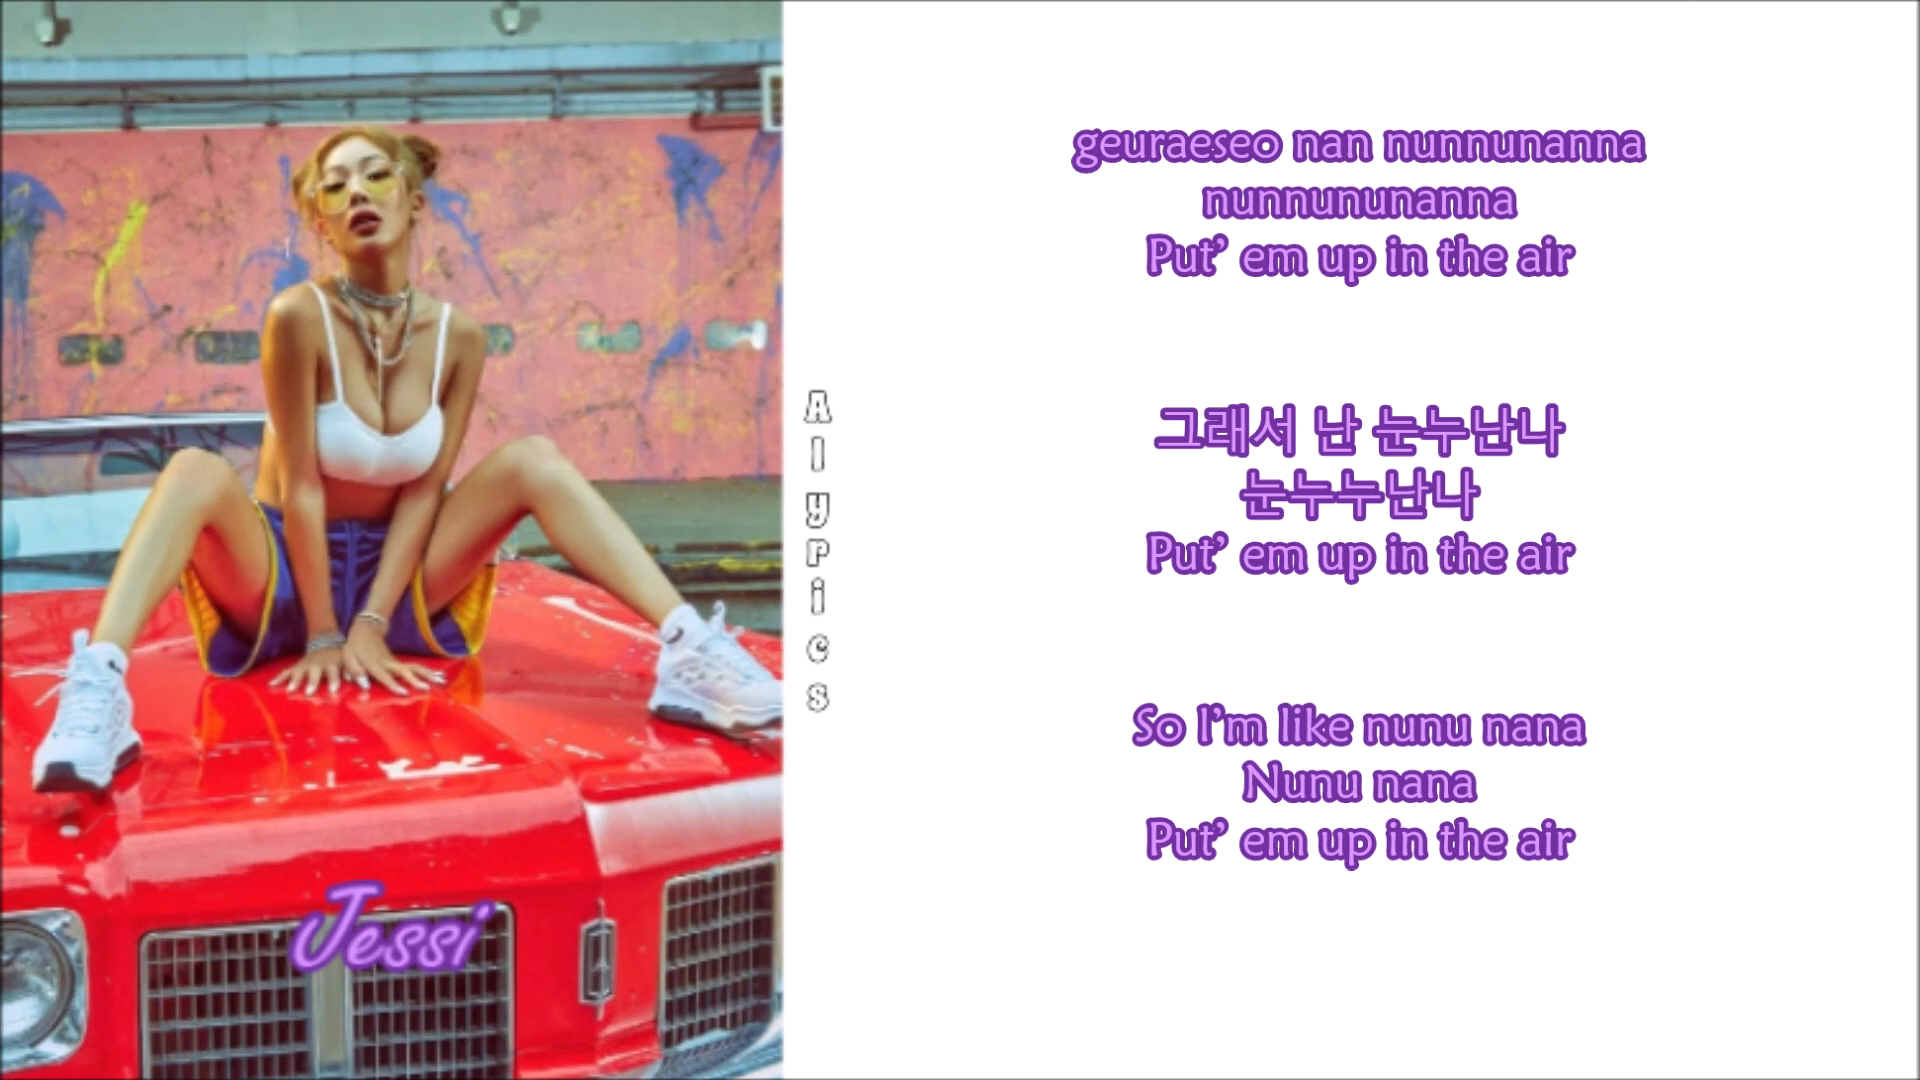 Jessi
Alypics
geuraeseo nan nunnunanna
nunnununanna
Put’ em up in the air
그래서 난 눈누난나
눈누누난나
Put’ em up in the air
So I’m like nunu nana
Nunu nana
Put’ em up in the air